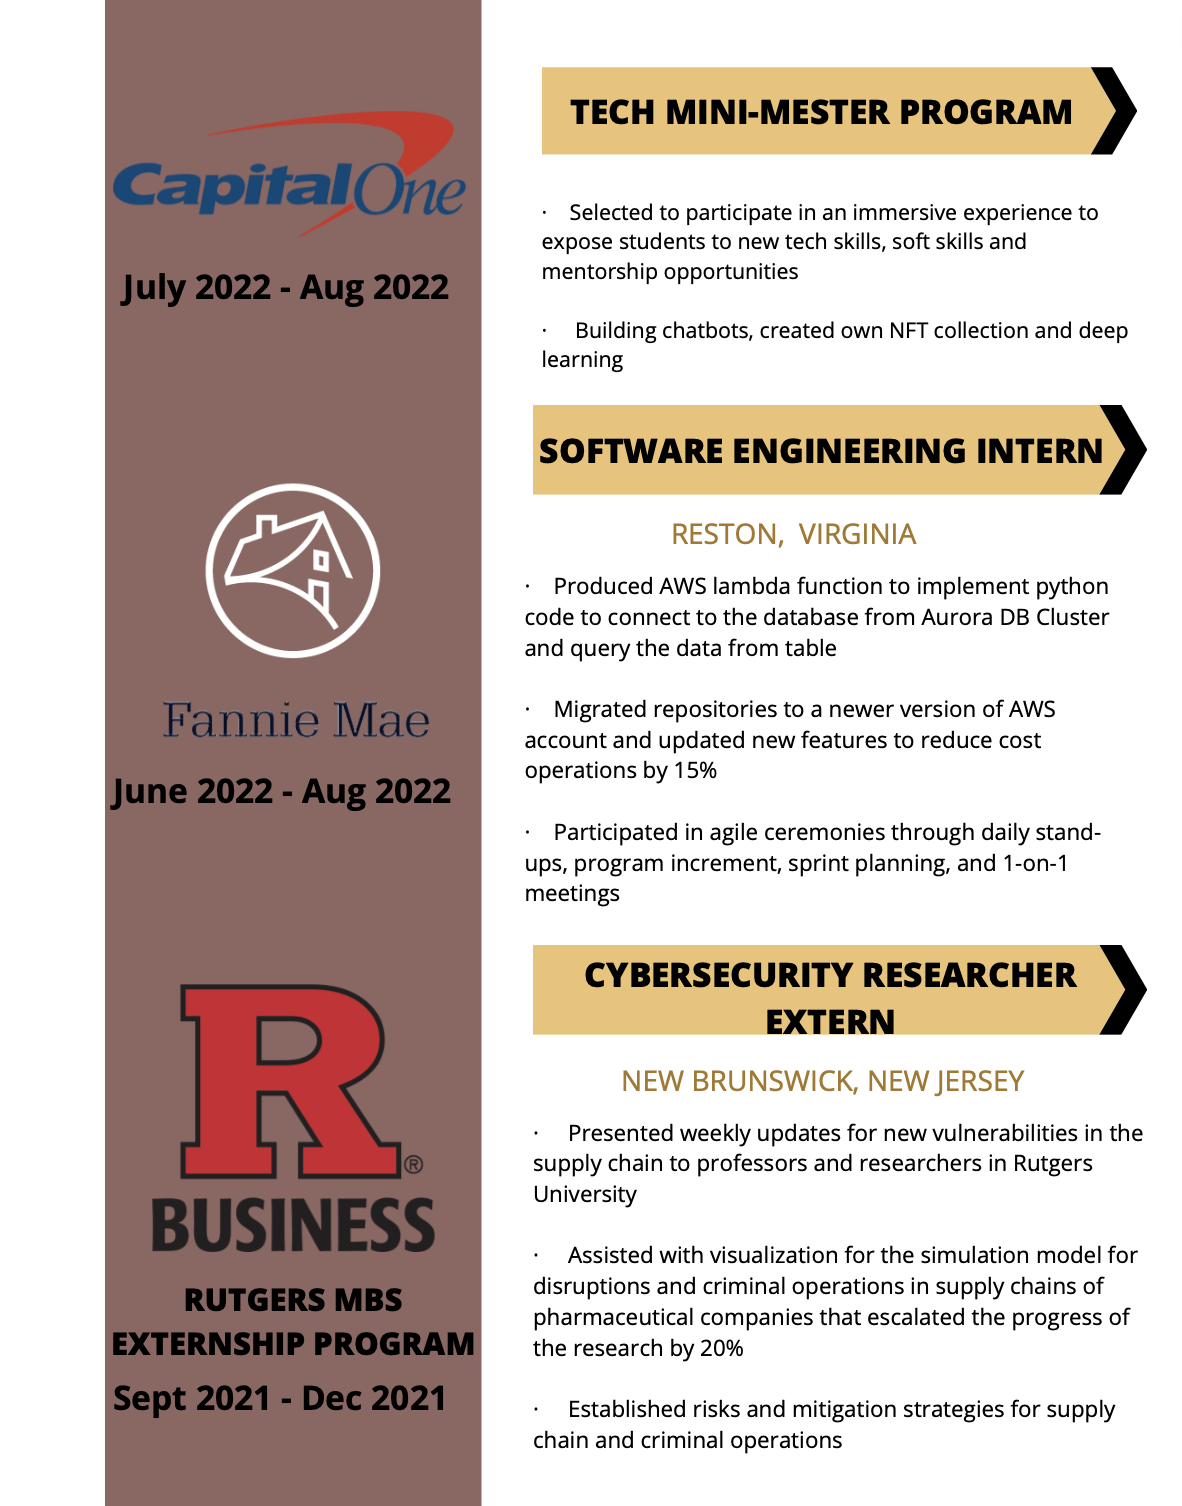 CapitalOne
July 2022 - Aug 2022
TECH MINI-MESTER PROGRAM
· Selected to participate in an immersive experience to
expose students to new tech skills, soft skills and
mentorship opportunities
· Building chatbots, created own NFT collection and deep
learning
Fannie Mae
June 2022 - Aug 2022
SOFTWARE ENGINEERING INTERN
RESTON, VIRGINIA
· Produced AWS lambda function to implement python
code to connect to the database from Aurora DB Cluster
and query the data from table
· Migrated repositories to a newer version of AWS
account and updated new features to reduce cost
operations by 15%
· Participated in agile ceremonies through daily stand-
ups, program increment, sprint planning, and 1-on-1
meetings
R®
BUSINESS
RUTGERS MBS
EXTERNSHIP PROGRAM
Sept 2021 - Dec 2021
CYBERSECURITY RESEARCHER
EXTERN
NEW BRUNSWICK, NEW JERSEY
· Presented weekly updates for new vulnerabilities in the
supply chain to professors and researchers in Rutgers
University
· Assisted with visualization for the simulation model for
disruptions and criminal operations in supply chains of
pharmaceutical companies that escalated the progress of
the research by 20%
· Established risks and mitigation strategies for supply
chain and criminal operations